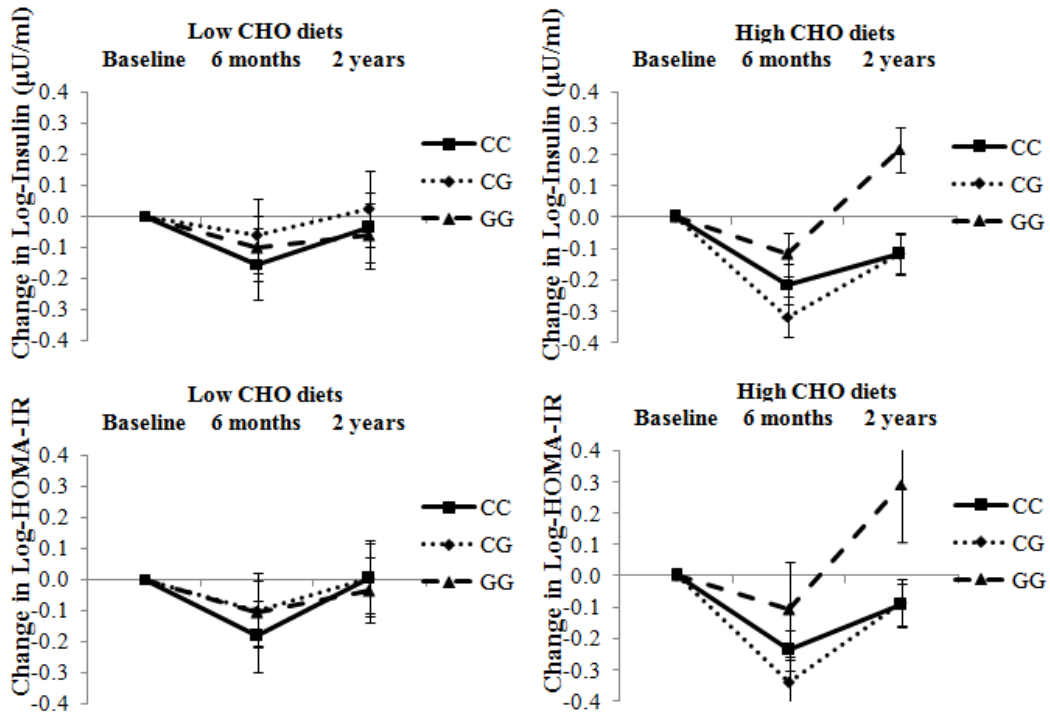 Low CHO diets
Baseline 6 months 2 years
Change in Log-Insulin (μU/ml)
0.4
0.3
0.2
0.1
0.0
-0.1
-0.2
-0.3
-0.4
CC
CG
GG
High CHO diets
Baseline 6 months 2 years
Change in Log-Insulin (μU/ml)
0.4
0.3
0.2
0.1
0.0
-0.1
-0.2
-0.3
-0.4
CC
CG
GG
Low CHO diets
Baseline 6 months 2 years
Change in Log-HOMA-IR
0.4
0.3
0.2
0.1
0.0
-0.1
-0.2
-0.3
-0.4
CC
CG
GG
High CHO diets
Baseline 6 months 2 years
Change in Log-HOMA-IR
0.4
0.3
0.2
0.1
0.0
-0.1
-0.2
-0.3
-0.4
CC
CG
GG